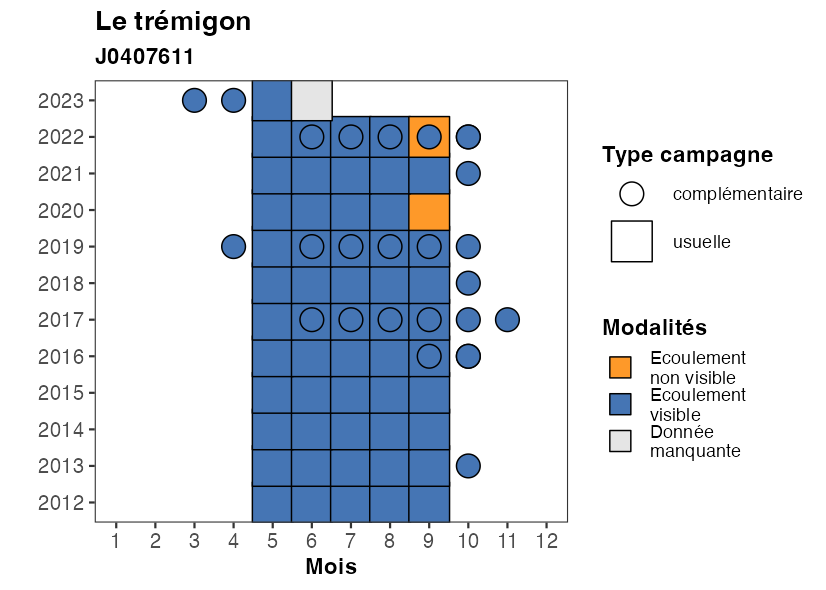 Le trémigon
J0407611
2023
2022
2021
2020
2019
2018
2017
2016
2015
2014
2013
2012
1 2 3 4 5 6 7 8 9 10 11 12
Mois
Type campagne
complémentaire
usuelle
Modalités
Ecoulement
non visible
Ecoulement
visible
Donnée
manquante